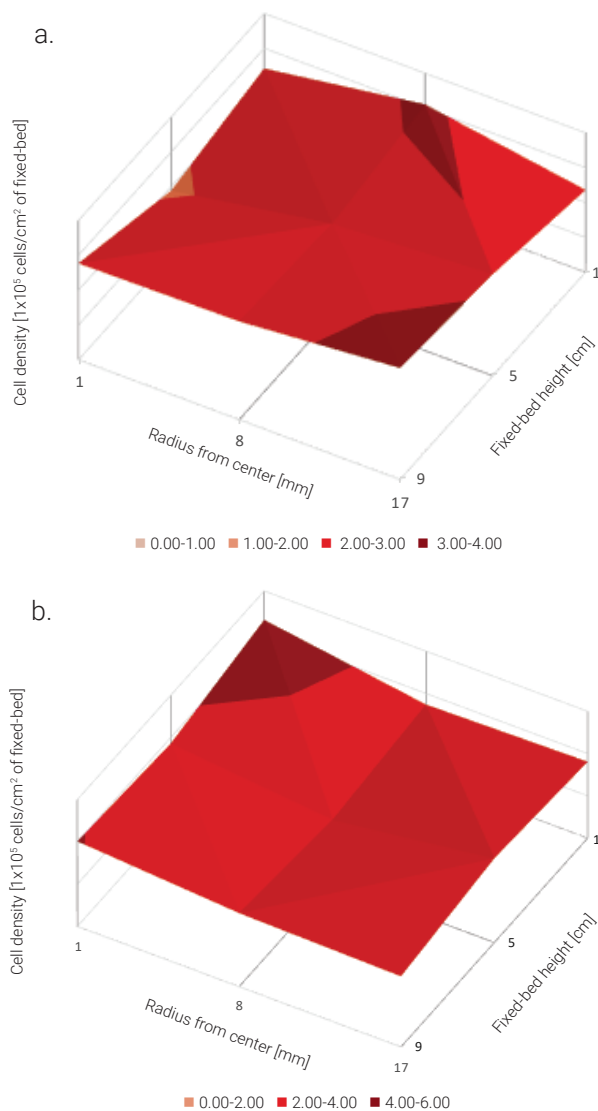 a.
Cell density [1x10⁵ cells/cm² of fixed-bed]
1
8
17
Radius from center [mm]
1
5
9
Fixed-bed height [cm]
0.00-1.00 1.00-2.00 2.00-3.00 3.00-4.00
b.
Cell density [1x10⁵ cells/cm² of fixed-bed]
1
8
17
Radius from center [mm]
1
5
9
Fixed-bed height [cm]
0.00-2.00 2.00-4.00 4.00-6.00